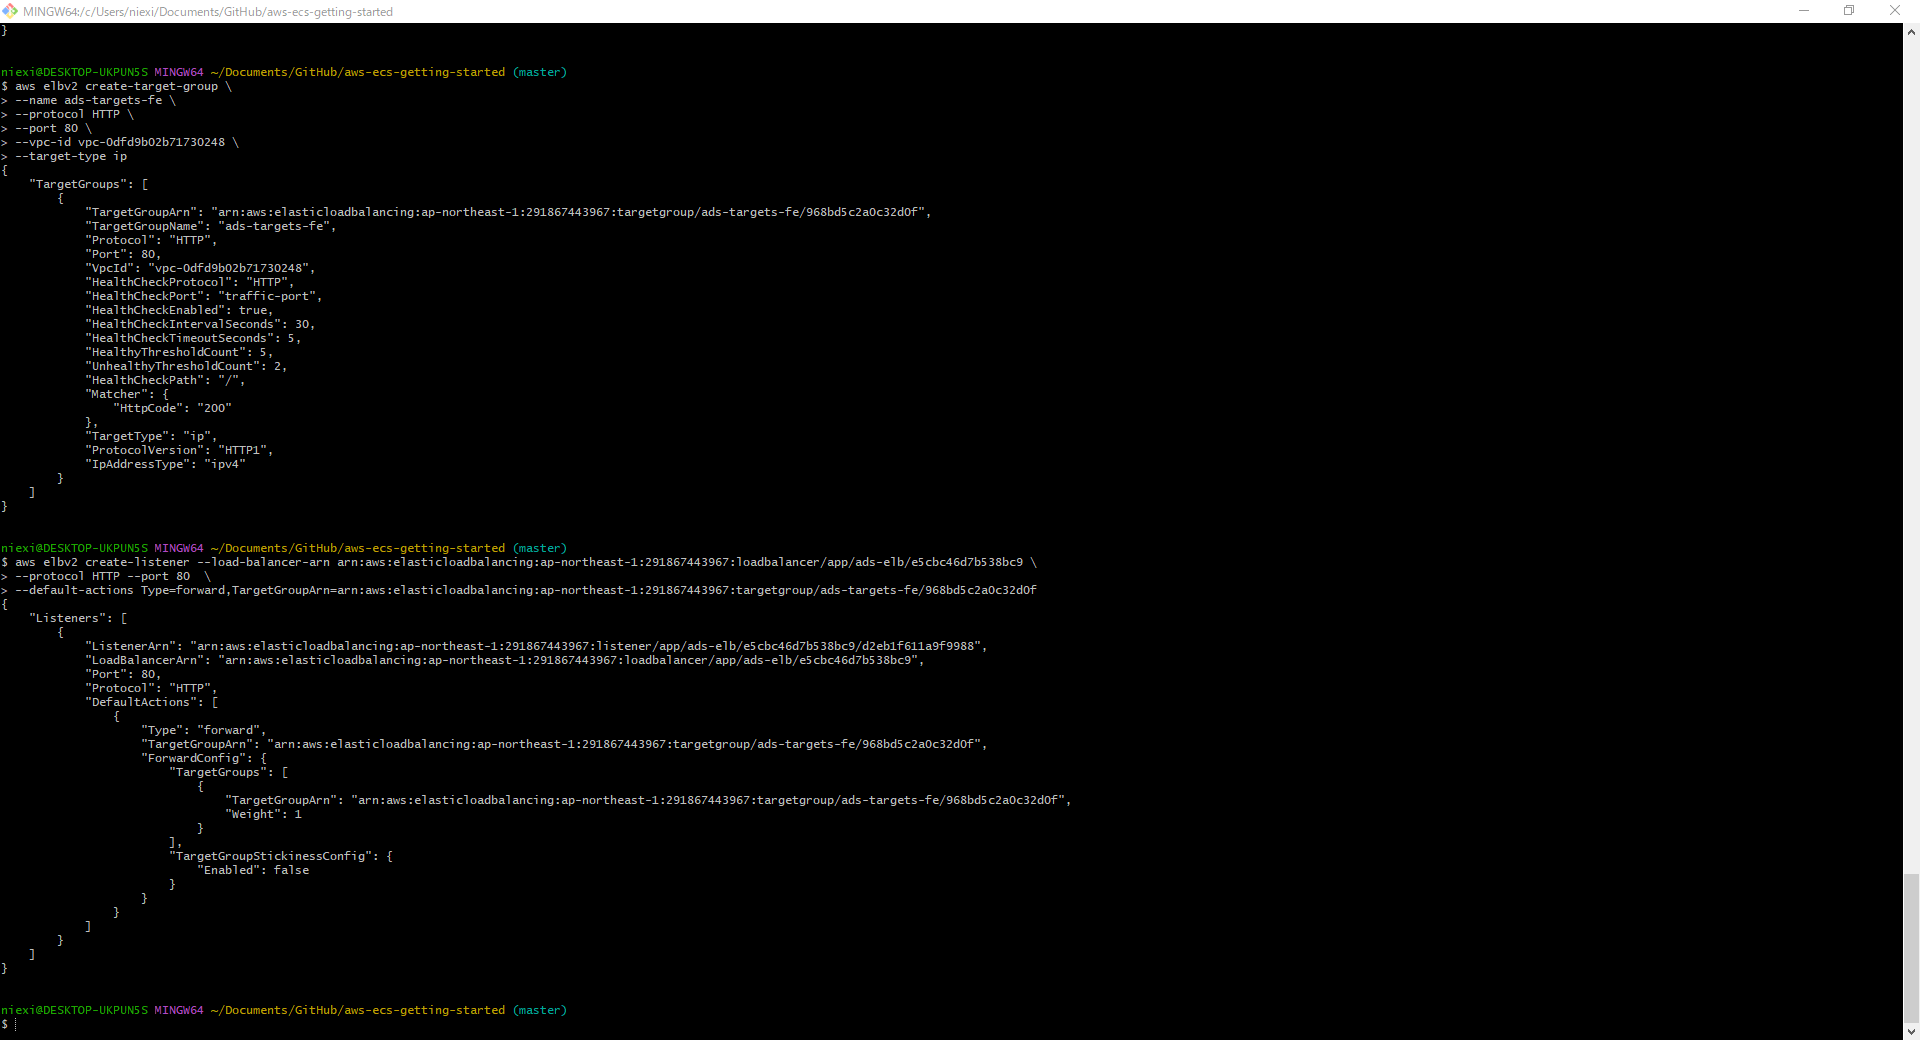 MINGW64:/c/Users/niexi/Documents/GitHub/aws-ecs-getting-started
}
niexi@DESKTOP-UKPUN5S MINGW64 ~/Documents/GitHub/aws-ecs-getting-started (master)
$ aws elbv2 create-target-group \
> --name ads-targets-fe \
> --protocol HTTP \
> --port 80 \
> --vpc-id vpc-0dfd9b02b71730248 \
> --target-type ip
{
    "TargetGroups": [
        {
            "TargetGroupArn": "arn:aws:elasticloadbalancing:ap-northeast-1:291867443967:targetgroup/ads-targets-fe/968bd5c2a0c32d0f",
            "TargetGroupName": "ads-targets-fe",
            "Protocol": "HTTP",
            "Port": 80,
            "VpcId": "vpc-0dfd9b02b71730248",
            "HealthCheckProtocol": "HTTP",
            "HealthCheckPort": "traffic-port",
            "HealthCheckEnabled": true,
            "HealthCheckIntervalSeconds": 30,
            "HealthCheckTimeoutSeconds": 5,
            "HealthyThresholdCount": 5,
            "UnhealthyThresholdCount": 2,
            "HealthCheckPath": "/",
            "Matcher": {
                "HttpCode": "200"
            },
            "TargetType": "ip",
            "ProtocolVersion": "HTTP1",
            "IpAddressType": "ipv4"
        }
    ]
}
niexi@DESKTOP-UKPUN5S MINGW64 ~/Documents/GitHub/aws-ecs-getting-started (master)
$ aws elbv2 create-listener --load-balancer-arn arn:aws:elasticloadbalancing:ap-northeast-1:291867443967:loadbalancer/app/ads-elb/e5cbc46d7b538bc9 \
> --protocol HTTP --port 80  \
> --default-actions Type=forward,TargetGroupArn=arn:aws:elasticloadbalancing:ap-northeast-1:291867443967:targetgroup/ads-targets-fe/968bd5c2a0c32d0f
{
    "Listeners": [
        {
            "ListenerArn": "arn:aws:elasticloadbalancing:ap-northeast-1:291867443967:listener/app/ads-elb/e5cbc46d7b538bc9/d2eb1f611a9f9988",
            "LoadBalancerArn": "arn:aws:elasticloadbalancing:ap-northeast-1:291867443967:loadbalancer/app/ads-elb/e5cbc46d7b538bc9",
            "Port": 80,
            "Protocol": "HTTP",
            "DefaultActions": [
                {
                    "Type": "forward",
                    "TargetGroupArn": "arn:aws:elasticloadbalancing:ap-northeast-1:291867443967:targetgroup/ads-targets-fe/968bd5c2a0c32d0f",
                    "ForwardConfig": {
                        "TargetGroups": [
                            {
                                "TargetGroupArn": "arn:aws:elasticloadbalancing:ap-northeast-1:291867443967:targetgroup/ads-targets-fe/968bd5c2a0c32d0f",
                                "Weight": 1
                            }
                        ],
                        "TargetGroupStickinessConfig": {
                            "Enabled": false
                        }
                    }
                }
            ]
        }
    ]
}
niexi@DESKTOP-UKPUN5S MINGW64 ~/Documents/GitHub/aws-ecs-getting-started (master)
$